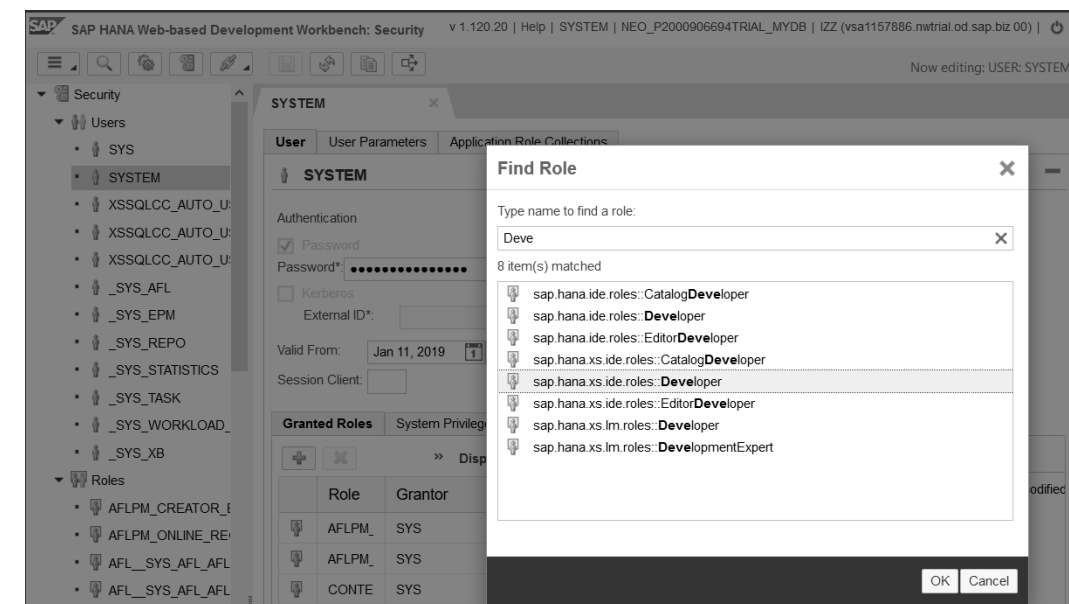 SAP SAP HANA Web-based Development Workbench: Security v 1.120.20 | Help | SYSTEM | NEO_P2000906694TRIAL_MYDB | IZZ (vsa1157886.nwtrial.od.sap.biz 00) |
Now editing: USER: SYSTEM
Security
Users
SYS
SYSTEM
XSSQLCC_AUTO_U
XSSQLCC_AUTO_U
XSSQLCC_AUTO_U
_SYS_AFL
_SYS_EPM
_SYS_REPO
_SYS_STATISTICS
_SYS_TASK
_SYS_WORKLOAD_
_SYS_XB
Roles
AFLPM_CREATOR_E
AFLPM_ONLINE_RE
AFL__SYS_AFL_AFL
AFL__SYS_AFL_AFL
SYSTEM
User User Parameters Application Role Collections
SYSTEM
Authentication
Password
Password*:
Kerberos
External ID*:
Valid From: Jan 11, 2019 1
Session Client:
Granted Roles System Privileg
» Disp
Role Grantor
odified
AFLPM_ SYS
AFLPM_ SYS
CONTE SYS
Find Role
Type name to find a role:
Deve
8 item(s) matched
sap.hana.ide.roles::CatalogDeveloper
sap.hana.ide.roles::Developer
sap.hana.ide.roles::EditorDeveloper
sap.hana.xs.ide.roles::CatalogDeveloper
sap.hana.xs.ide.roles::Developer
sap.hana.xs.ide.roles::EditorDeveloper
sap.hana.xs.lm.roles::Developer
sap.hana.xs.lm.roles::DevelopmentExpert
OK Cancel